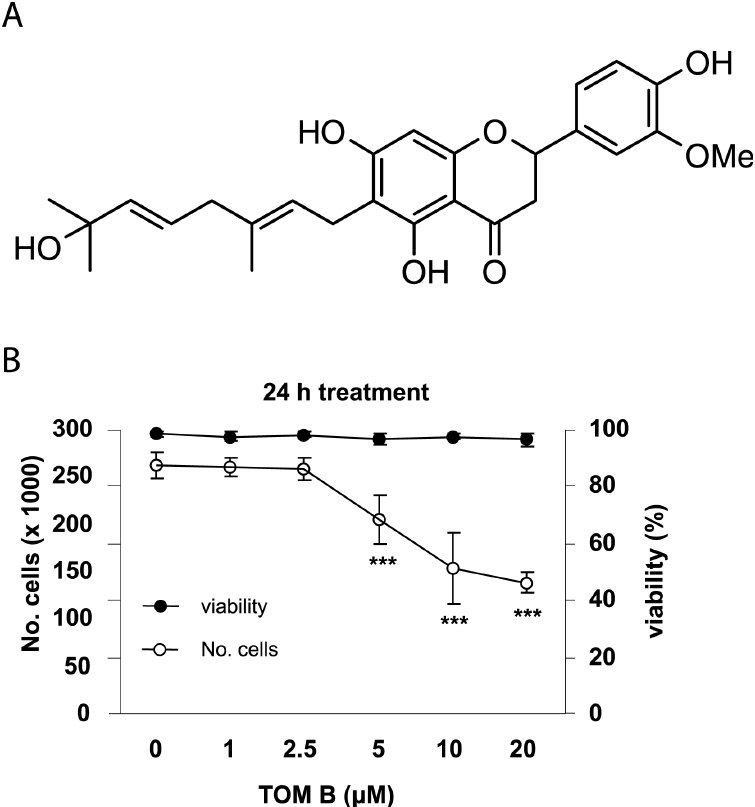 A
OH
HO
O
OMe
HO
OH
O
B
24 h treatment
300
250
200
150
100
50
0
No. cells (x 1000)
100
80
60
40
20
0
viability (%)
***
***
***
viability
No. cells
0 1 2.5 5 10 20
TOM B (µM)